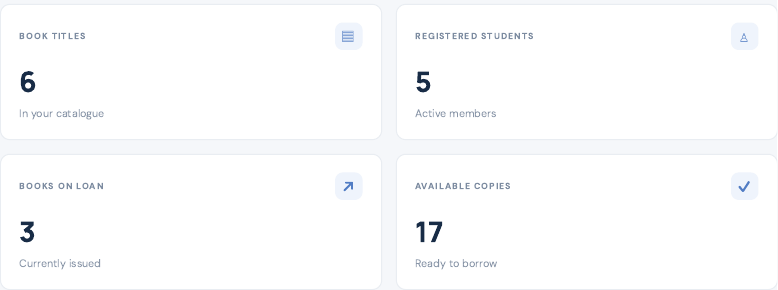 BOOK TITLES
6
In your catalogue
REGISTERED STUDENTS
5
Active members
BOOKS ON LOAN
3
Currently issued
AVAILABLE COPIES
17
Ready to borrow